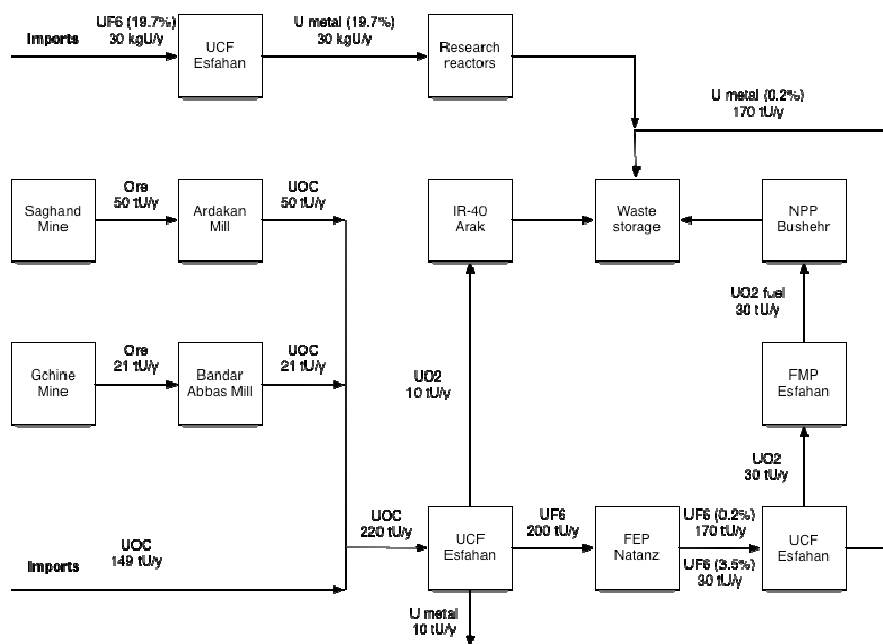 UF6 (19.7%)
30 kgU/y
Imports
UCF
Esfahan
U metal (19.7%)
30 kgU/y
Research
reactors
U metal (0.2%)
170 tU/y
Saghand
Mine
Ore
50 tU/y
Ardakan
Mill
UOC
50 tU/y
IR-40
Arak
Waste
storage
NPP
Bushehr
UO2 fuel
30 tU/y
Gchine
Mine
Ore
21 tU/y
Bandar
Abbas Mill
UOC
21 tU/y
UO2
10 tU/y
FMP
Esfahan
UO2
30 tU/y
UOC
149 tU/y
Imports
UOC
220 tU/y
UCF
Esfahan
UF6
200 tU/y
FEP
Natanz
UF6 (0.2%)
170 tU/y
UF6 (3.5%)
30 tU/y
UCF
Esfahan
U metal
10 tU/y